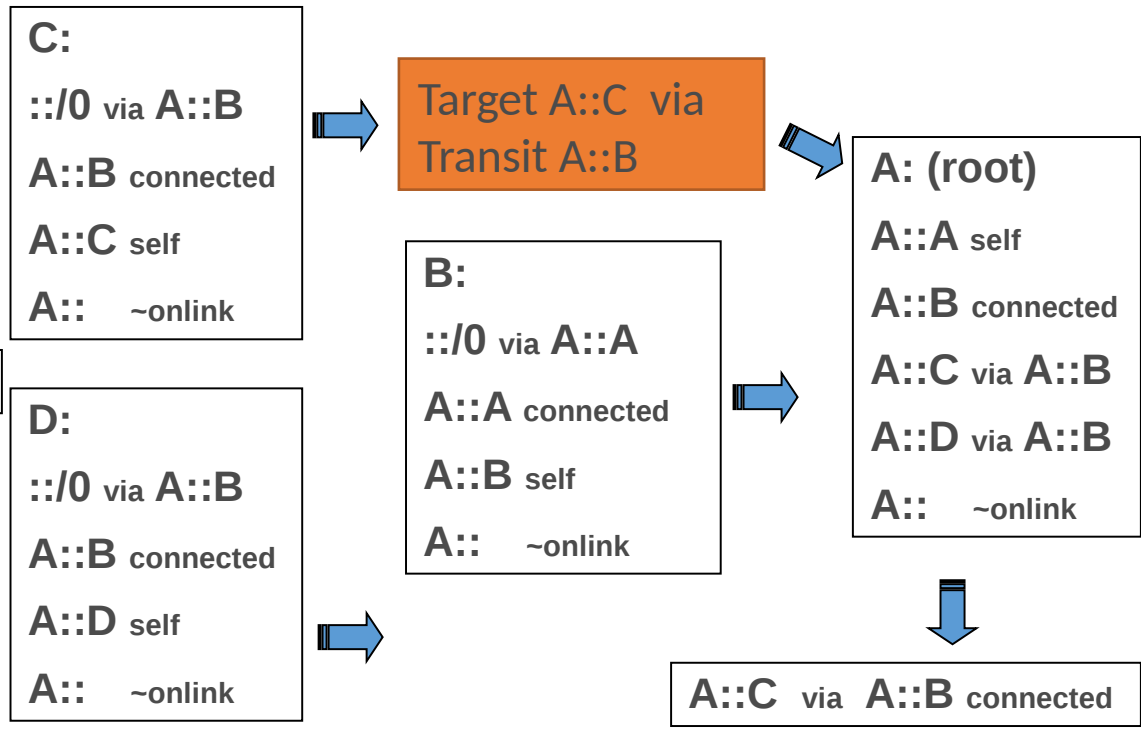 C:
::/0 via A::B
A::B connected
A::C self
A:: ~onlink
Target A::C via
Transit A::B
D:
::/0 via A::B
A::B connected
A::D self
A:: ~onlink
B:
::/0 via A::A
A::A connected
A::B self
A:: ~onlink
A: (root)
A::A self
A::B connected
A::C via A::B
A::D via A::B
A:: ~onlink
A::C via A::B connected